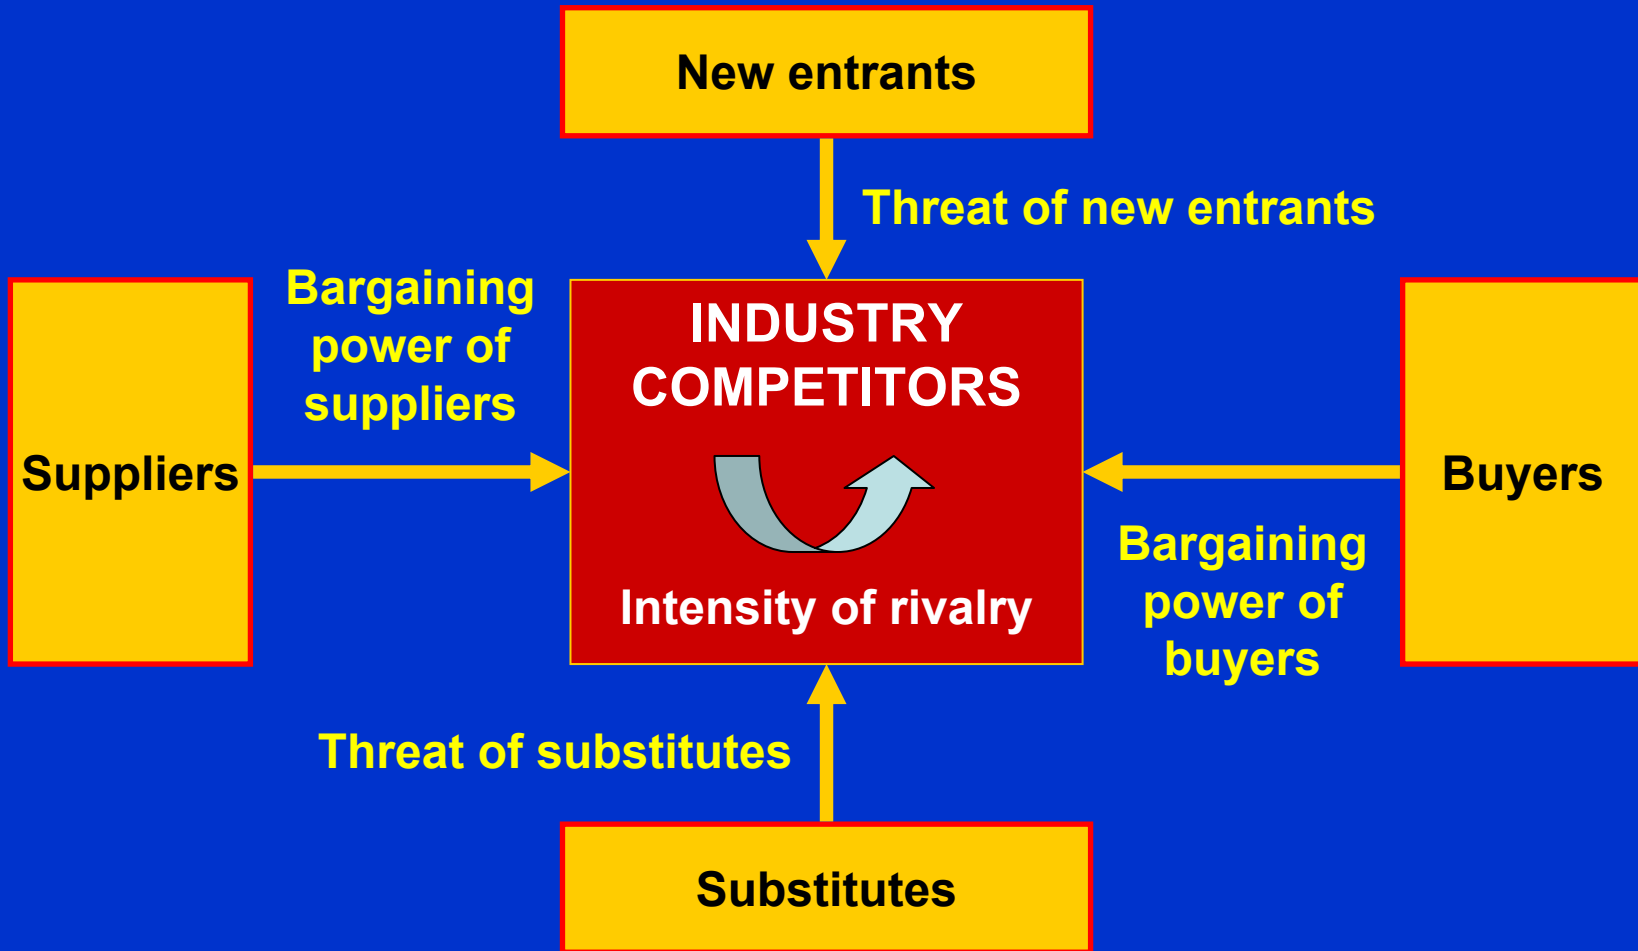 New entrants
Threat of new entrants
Bargaining
power of
suppliers
Suppliers
INDUSTRY
COMPETITORS
Intensity of rivalry
Buyers
Bargaining
power of
buyers
Threat of substitutes
Substitutes